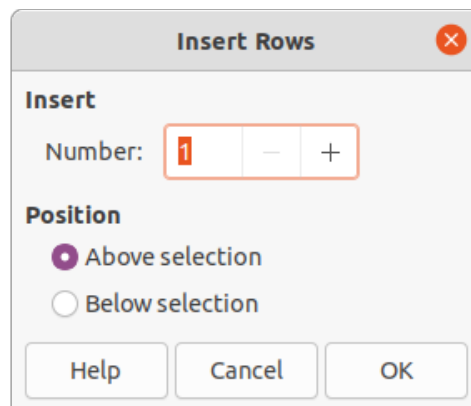 Insert Rows
Insert
Number: 1
Position
Above selection
Below selection
Help Cancel OK